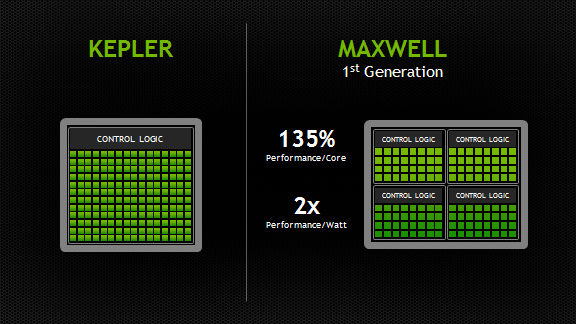 KEPLER
CONTROL LOGIC
MAXWELL
1st Generation
135%
Performance/Core
2x
Performance/Watt
CONTROL LOGIC
CONTROL LOGIC
CONTROL LOGIC
CONTROL LOGIC